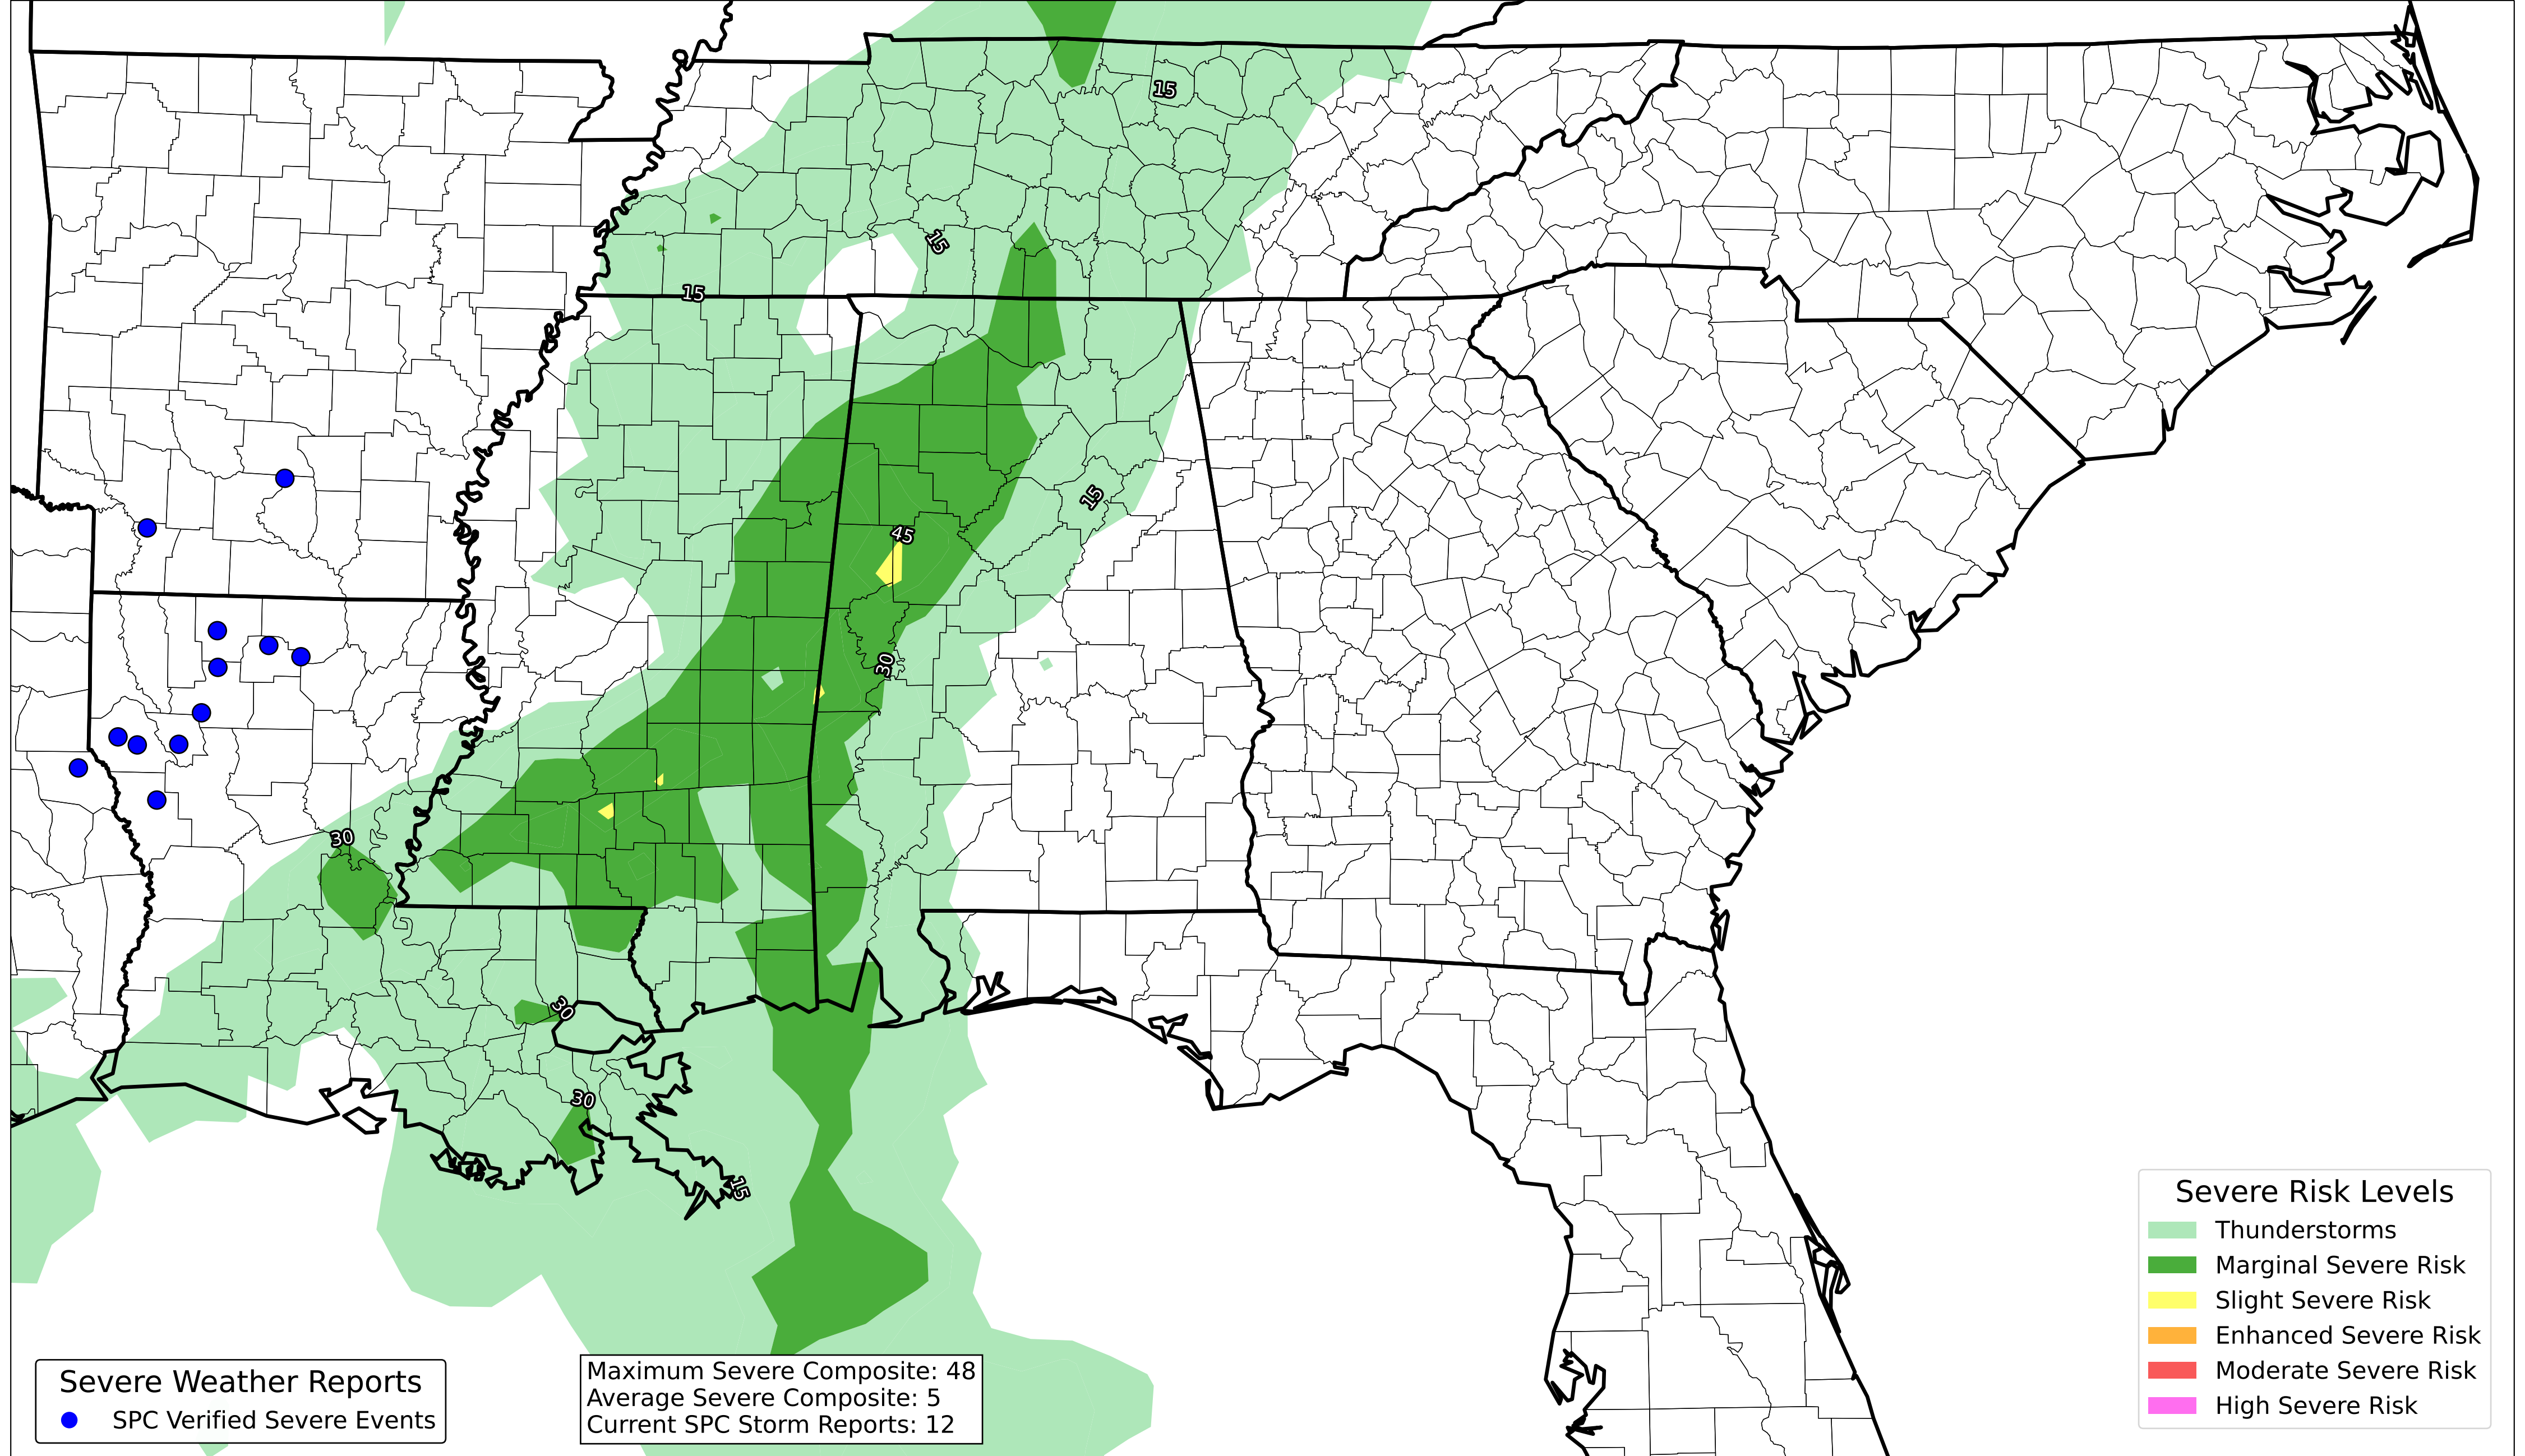 15
15
15
15
45
30
30
30
30
15
Severe Risk Levels
Thunderstorms
Marginal Severe Risk
Slight Severe Risk
Enhanced Severe Risk
Moderate Severe Risk
High Severe Risk
Severe Weather Reports
SPC Verified Severe Events
Maximum Severe Composite: 48
Average Severe Composite: 5
Current SPC Storm Reports: 12